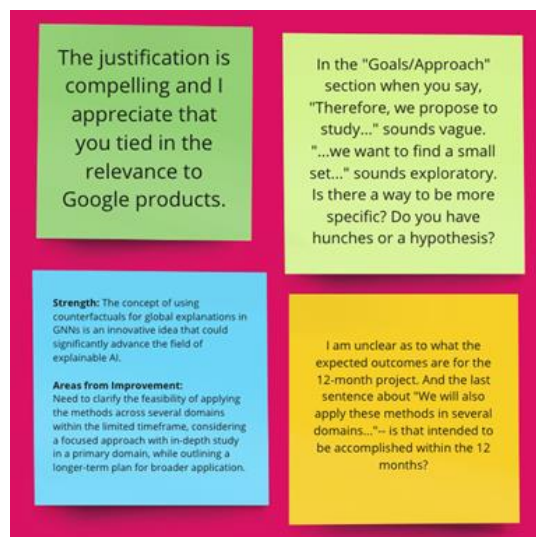 The justification is
compelling and I
appreciate that
you tied in the
relevance to
Google products.
In the "Goals/Approach"
section when you say,
"Therefore, we propose to
study..." sounds vague.
"...we want to find a small
set..." sounds exploratory.
Is there a way to be more
specific? Do you have
hunches or a hypothesis?
Strength: The concept of using
counterfactuals for global explanations in
GNNs is an innovative idea that could
significantly advance the field of
explainable AI.
Areas from Improvement:
Need to clarify the feasibility of applying
the methods across several domains
within the limited timeframe, considering
a focused approach with in-depth study
in a primary domain, while outlining a
longer-term plan for broader application.
I am unclear as to what the
expected outcomes are for the
12-month project. And the last
sentence about "We will also
apply these methods in several
domains..."-- is that intended to
be accomplished within the 12
months?